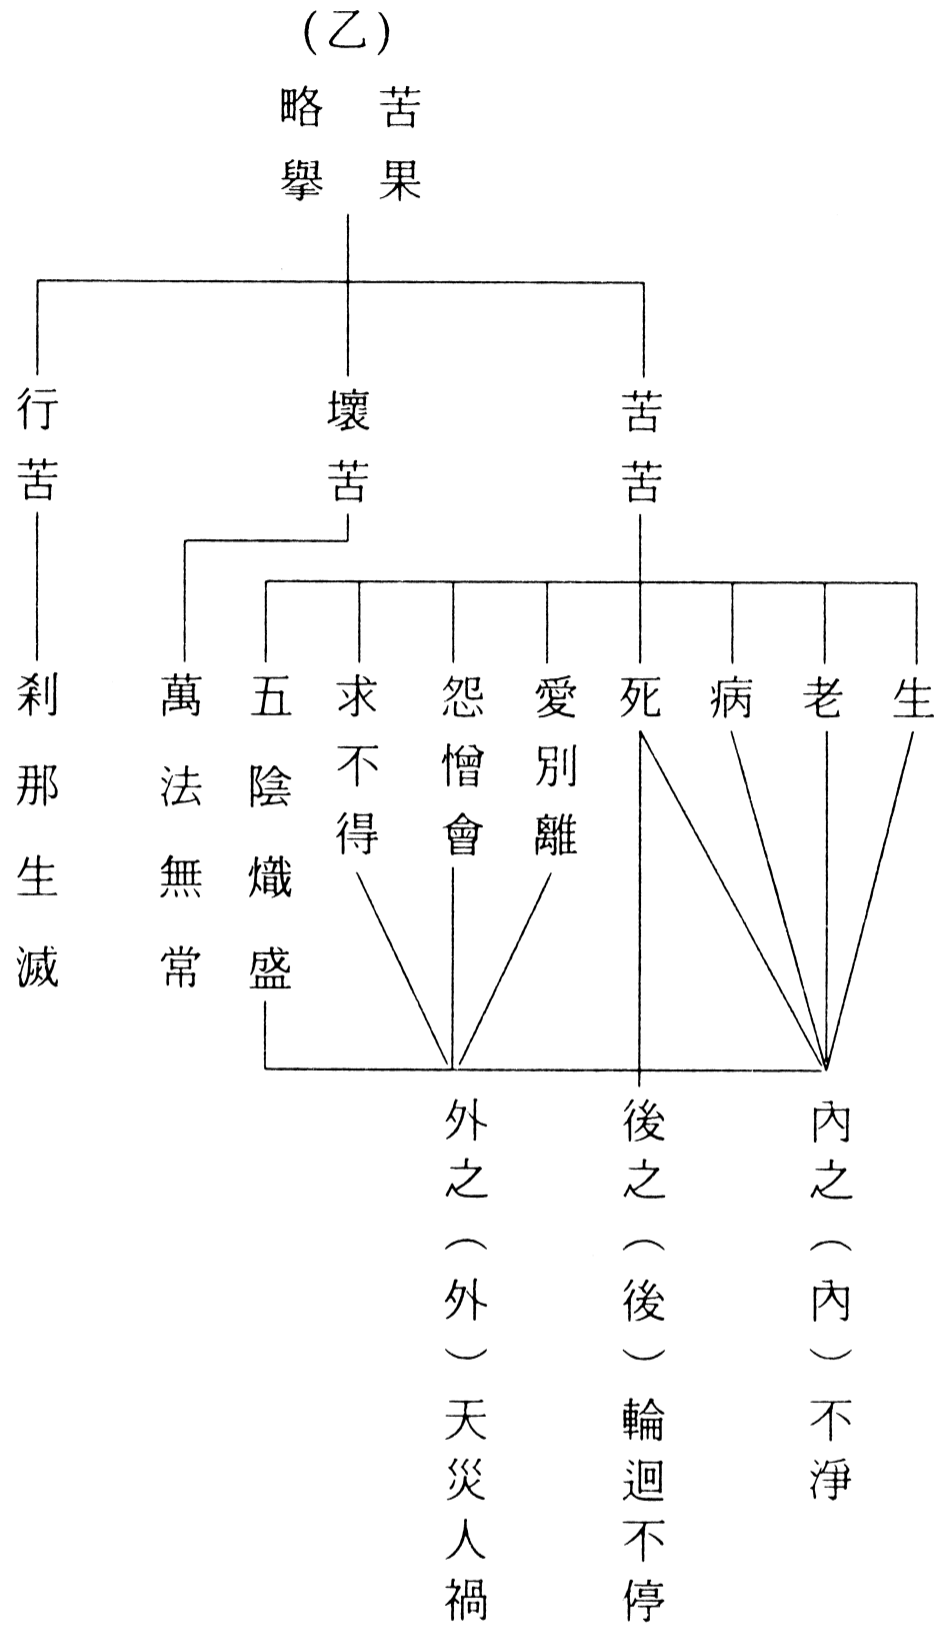 (乙)
苦果
略舉
苦苦
壞苦
行苦
生
老
病
死
愛別離
怨憎會
求不得
五陰熾盛
萬法無常
剎那生滅
內之（內）不淨
後之（後）輪迴不停
外之（外）天災人禍